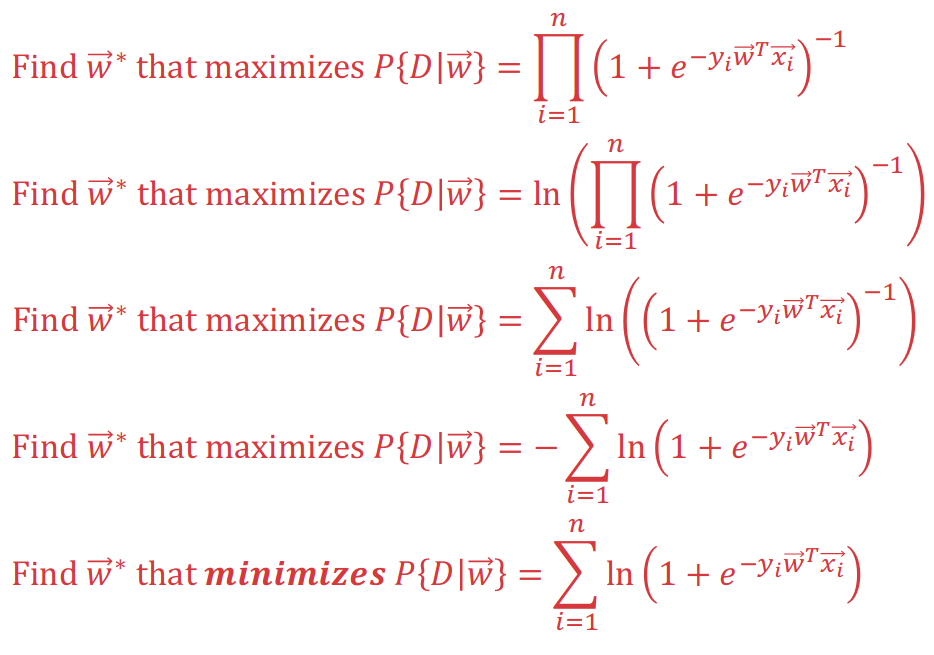 Find $\vec{w}^*$ that maximizes $P\{D|\vec{w}\} = \prod_{i=1}^{n} \left(1 + e^{-y_i \vec{w}^T \vec{x_i}}\right)^{-1}$
Find $\vec{w}^*$ that maximizes $P\{D|\vec{w}\} = \ln\left(\prod_{i=1}^{n} \left(1 + e^{-y_i \vec{w}^T \vec{x_i}}\right)^{-1}\right)$
Find $\vec{w}^*$ that maximizes $P\{D|\vec{w}\} = \sum_{i=1}^{n} \ln\left(\left(1 + e^{-y_i \vec{w}^T \vec{x_i}}\right)^{-1}\right)$
Find $\vec{w}^*$ that maximizes $P\{D|\vec{w}\} = -\sum_{i=1}^{n} \ln\left(1 + e^{-y_i \vec{w}^T \vec{x_i}}\right)$
Find $\vec{w}^*$ that minimizes $P\{D|\vec{w}\} = \sum_{i=1}^{n} \ln\left(1 + e^{-y_i \vec{w}^T \vec{x_i}}\right)$